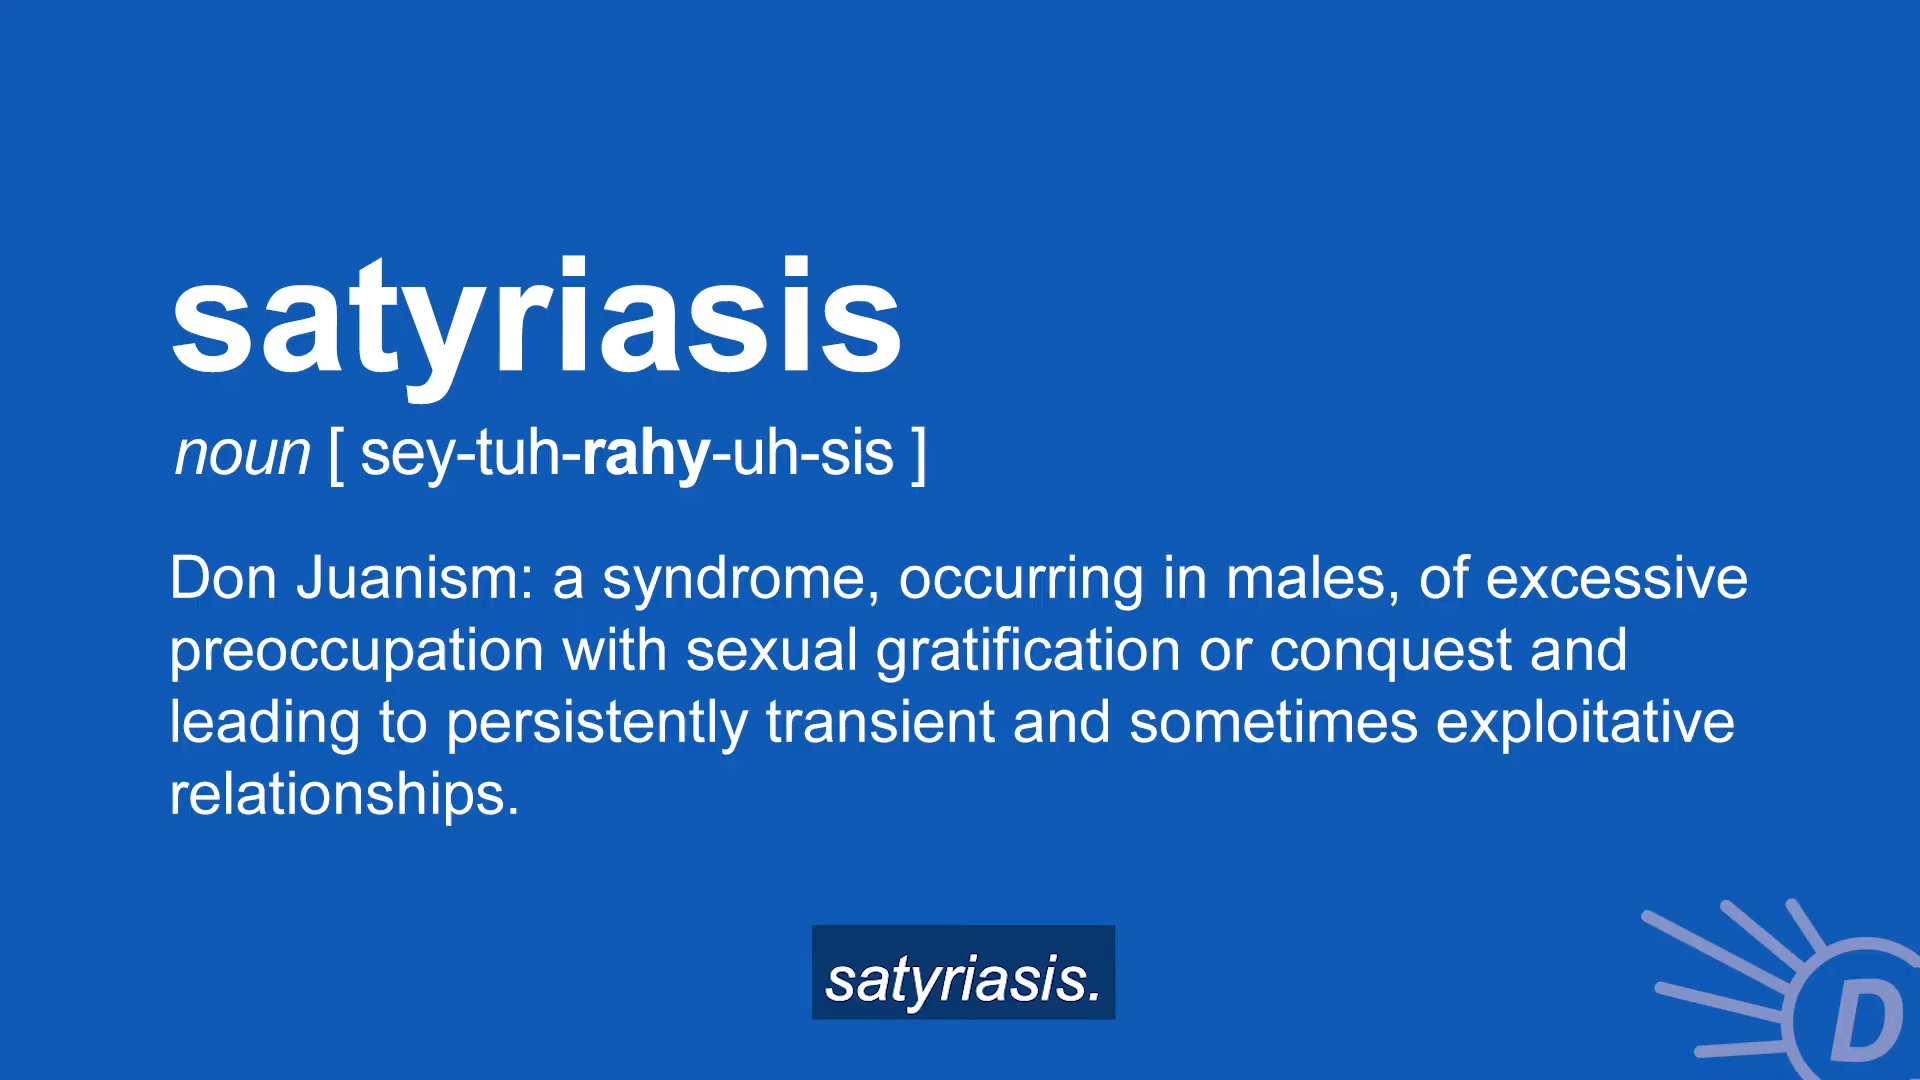 satyriasis
noun [ sey-tuh-rahy-uh-sis ]
Don Juanism: a syndrome, occurring in males, of excessive
preoccupation with sexual gratification or conquest and
leading to persistently transient and sometimes exploitative
relationships.
satyriasis.
D